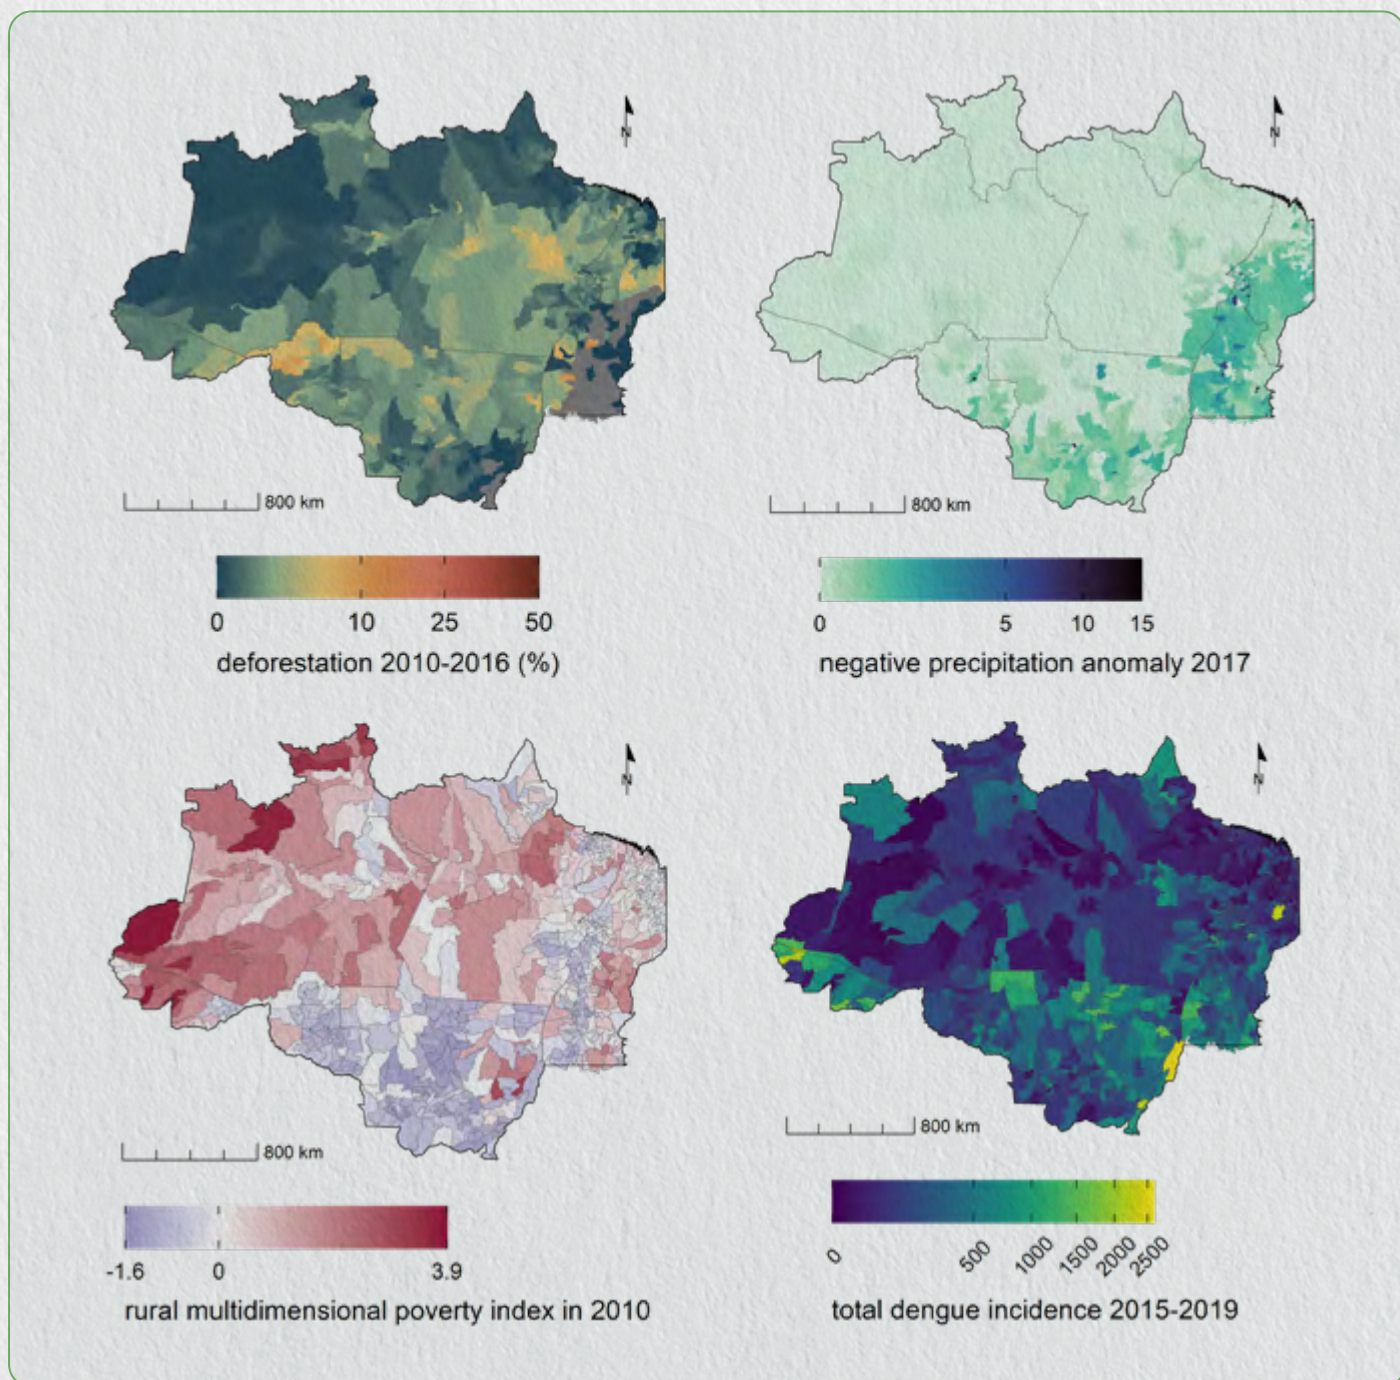 N
N
800 km
800 km
0 10 25 50
0 5 10 15
deforestation 2010-2016 (%)
negative precipitation anomaly 2017
N
N
800 km
800 km
-1.6 0 3.9
0 500 1000 1500 2000 2500
rural multidimensional poverty index in 2010
total dengue incidence 2015-2019